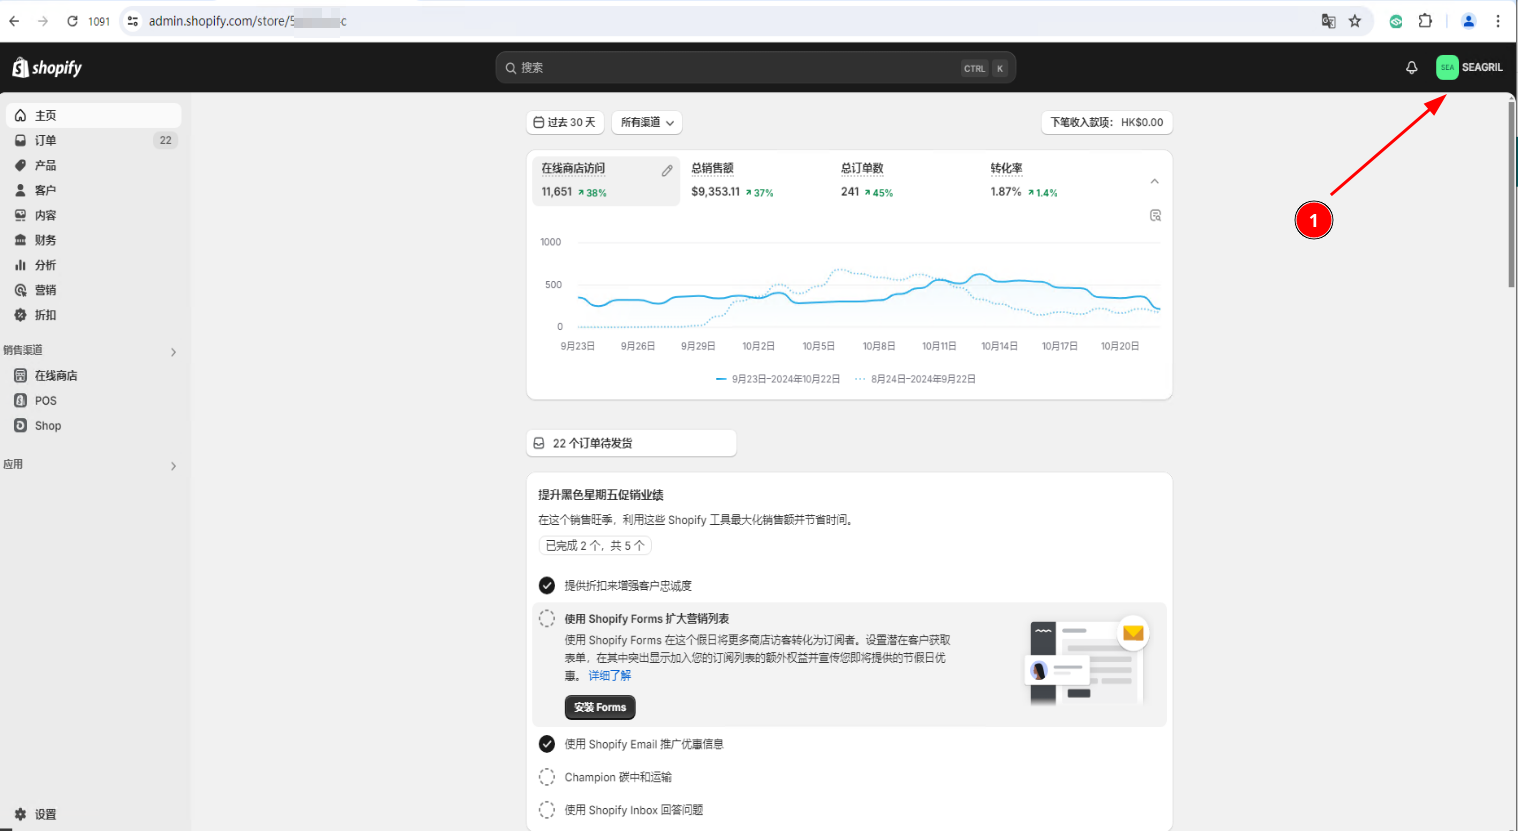 1091 admin.shopify.com/store/5
shopify
搜索
CTRL K
SEA SEAGRIL
主页
订单 22
产品
客户
内容
财务
分析
营销
折扣
销售渠道
在线商店
POS
Shop
应用
设置
过去 30 天
所有渠道
下笔收入款项： HK$0.00
在线商店访问
11,651 38%
总销售额
$9,353.11 37%
总订单数
241 45%
转化率
1.87% 1.4%
1
1000
500
0
9月23日 9月26日 9月29日 10月2日 10月5日 10月8日 10月11日 10月14日 10月17日 10月20日
9月23日–2024年10月22日 8月24日–2024年9月22日
22 个订单待发货
提升黑色星期五促销业绩
在这个销售旺季，利用这些 Shopify 工具最大化销售额并节省时间。
已完成 2 个，共 5 个
提供折扣来增强客户忠诚度
使用 Shopify Forms 扩大营销列表
使用 Shopify Forms 在这个假日将更多商店访客转化为订阅者。设置潜在客户获取
表单，在其中突出显示加入您的订阅列表的额外权益并宣传您即将提供的节假日优
惠。 详细了解
安装 Forms
使用 Shopify Email 推广优惠信息
Champion 碳中和运输
使用 Shopify Inbox 回答问题